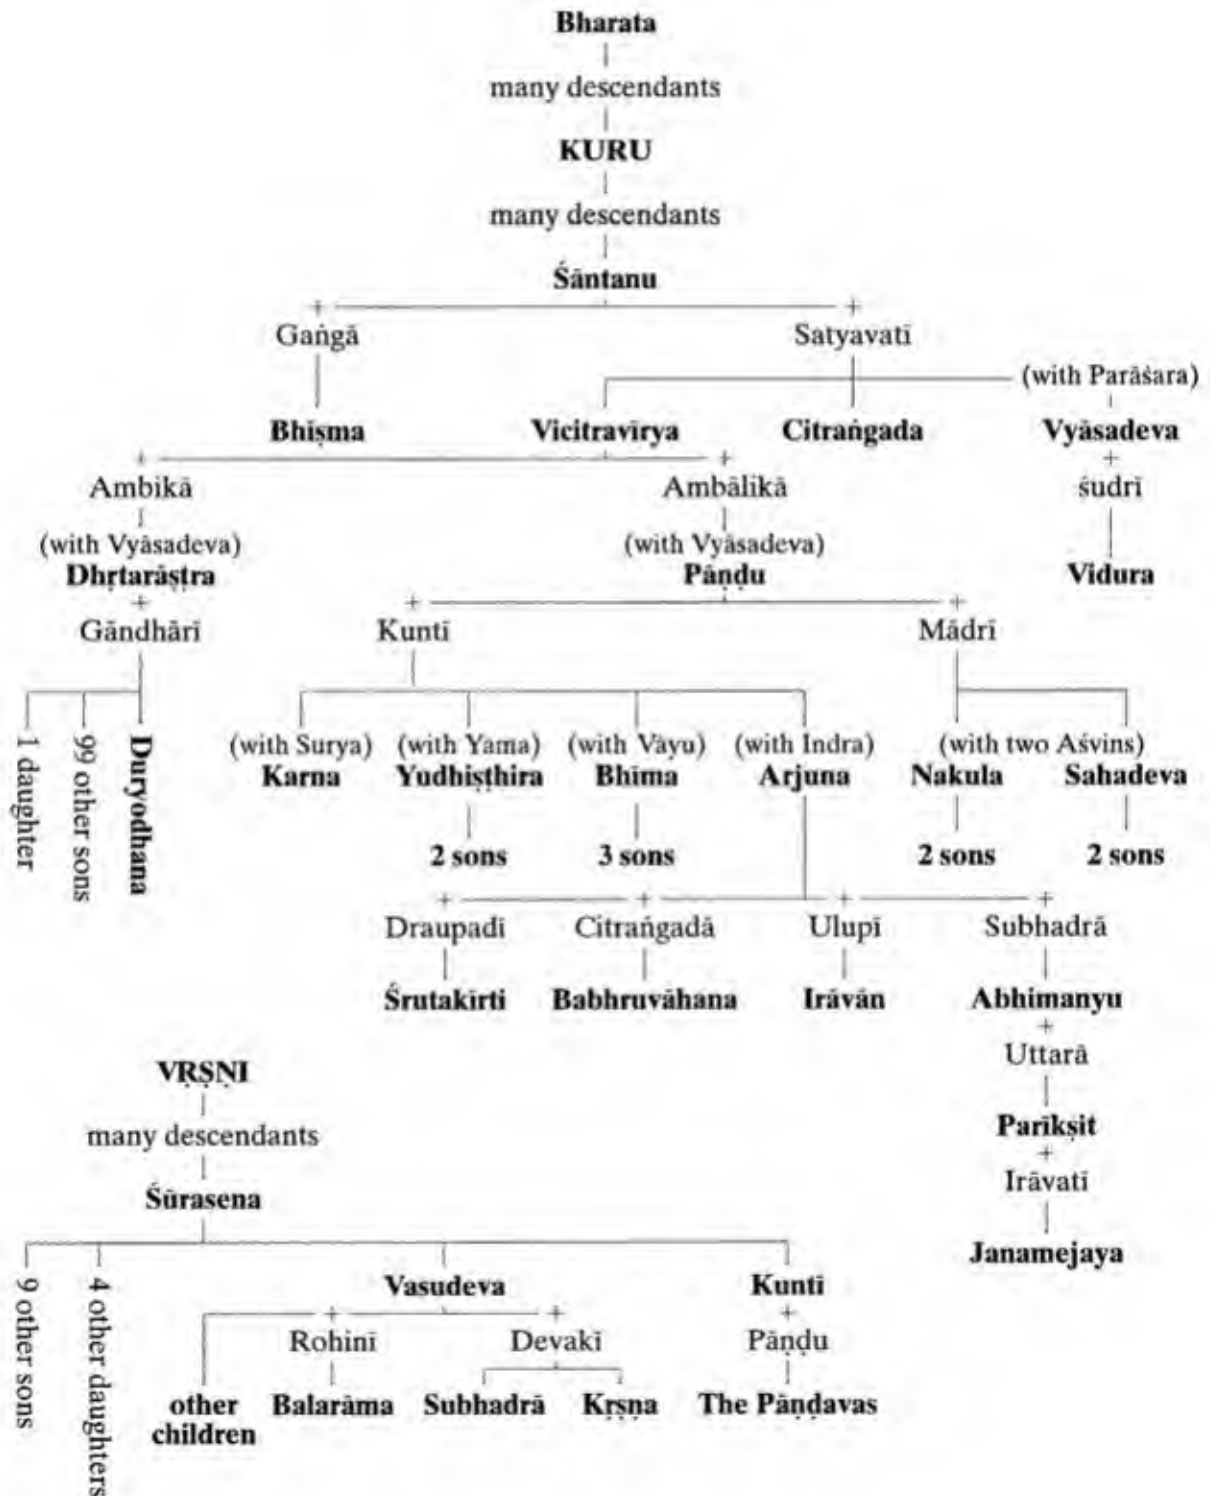 Bharata
many descendants
KURU
many descendants
Śāntanu
Gaṅgā Satyavatī
(with Parāśara)
Bhīṣma Vicitravīrya Citraṅgada Vyāsadeva
Ambikā Ambālikā śudrī
(with Vyāsadeva) (with Vyāsadeva)
Dhṛtarāṣṭra Pāṇḍu Vidura
Gāndhārī Kuntī Mādrī
(with Surya) (with Yama) (with Vāyu) (with Indra) (with two Aśvins)
Karna Yudhiṣṭhira Bhīma Arjuna Nakula Sahadeva
1 daughter
99 other sons
Duryodhana
2 sons 3 sons 2 sons 2 sons
Draupadī Citraṅgadā Ulupī Subhadrā
Śrutakīrti Babhruvāhana Irāvān Abhimanyu
Uttarā
VṚṢṆI
many descendants
Parīkṣit
Irāvatī
Śūrasena
Janamejaya
9 other sons
4 other daughters
Vasudeva Kuntī
Rohinī Devakī Pāṇḍu
other Balarāma Subhadrā Kṛṣṇa The Pāṇḍavas
children